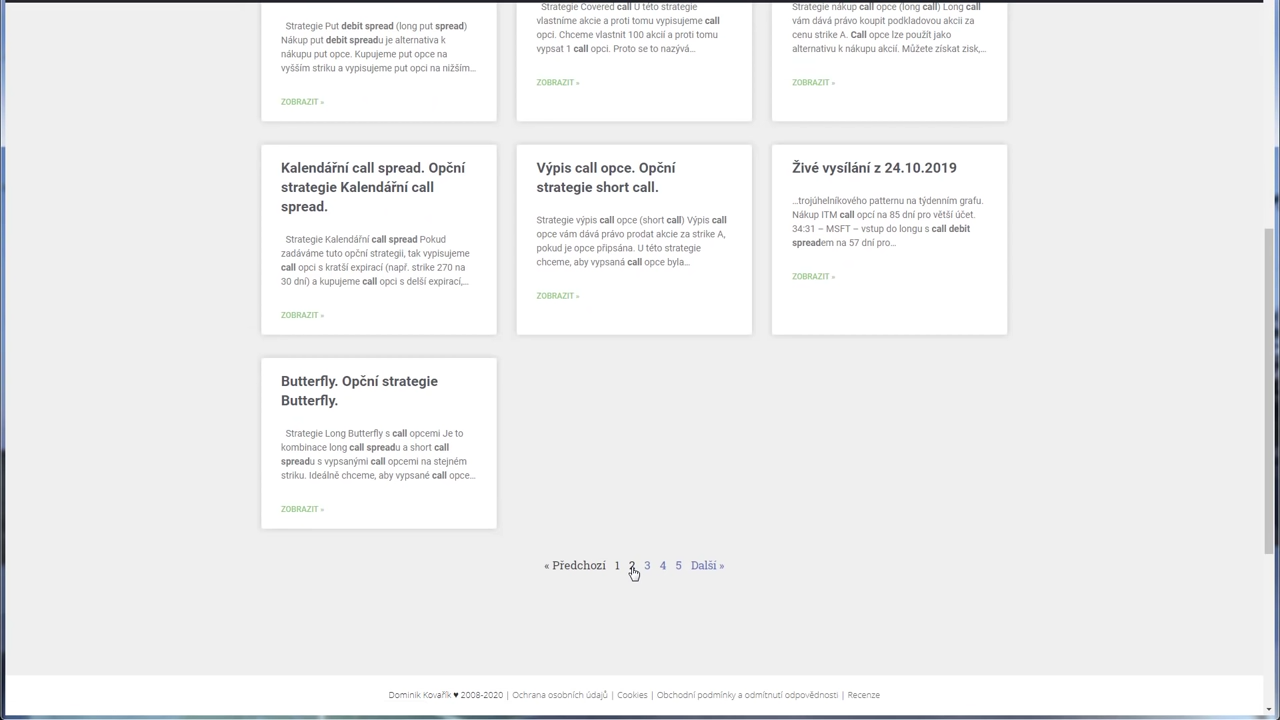 Strategie Put debit spread (long put spread)
Nákup put debit spreadu je alternativa k
nákupu put opce. Kupujeme put opci na
vyšším striku a vypisujeme put opci na nižším…
ZOBRAZIT »
Strategie Covered call U této strategie
vlastníme akcie a proti tomu vypisujeme call
opci. Chceme vlastnit 100 akcií a proti tomu
vypsat 1 call opci. Proto se to nazývá…
ZOBRAZIT »
Strategie nákup call opce (long call) Long call
vám dává právo koupit podkladovou akcii za
cenu strike A. Call opce lze použít jako
alternativu k nákupu akcií. Můžete získat zisk,…
ZOBRAZIT »
Kalendářní call spread. Opční
strategie Kalendářní call
spread.
Strategie Kalendářní call spread Pokud
zadáváme tuto opční strategii, tak vypisujeme
call opci s kratší expirací (např. strike 270 na
30 dní) a kupujeme call opci s delší expirací,…
ZOBRAZIT »
Výpis call opce. Opční
strategie short call.
Strategie výpis call opce (short call) Výpis call
opce vám dává právo prodat akcie za strike A,
pokud je opce připsána. U této strategie
chceme, aby vypsaná call opce byla…
ZOBRAZIT »
Živé vysílání z 24.10.2019
…trojúhelníkového patternu na týdenním grafu.
Nákup ITM call opcí na 85 dní pro větší účet.
34:31 – MSFT – vstup do longu s call debit
spreadem na 57 dní pro…
ZOBRAZIT »
Butterfly. Opční strategie
Butterfly.
Strategie Long Butterfly s call opcemi Je to
kombinace long call spreadu a short call
spreadu s vypsanými call opcemi na stejném
striku. Ideálně chceme, aby vypsané call opce…
ZOBRAZIT »
« Předchozí 1 2 3 4 5 Další »
Dominik Kovařík ♥ 2008-2020 | Ochrana osobních údajů | Cookies | Obchodní podmínky a odmítnutí odpovědnosti | Recenze